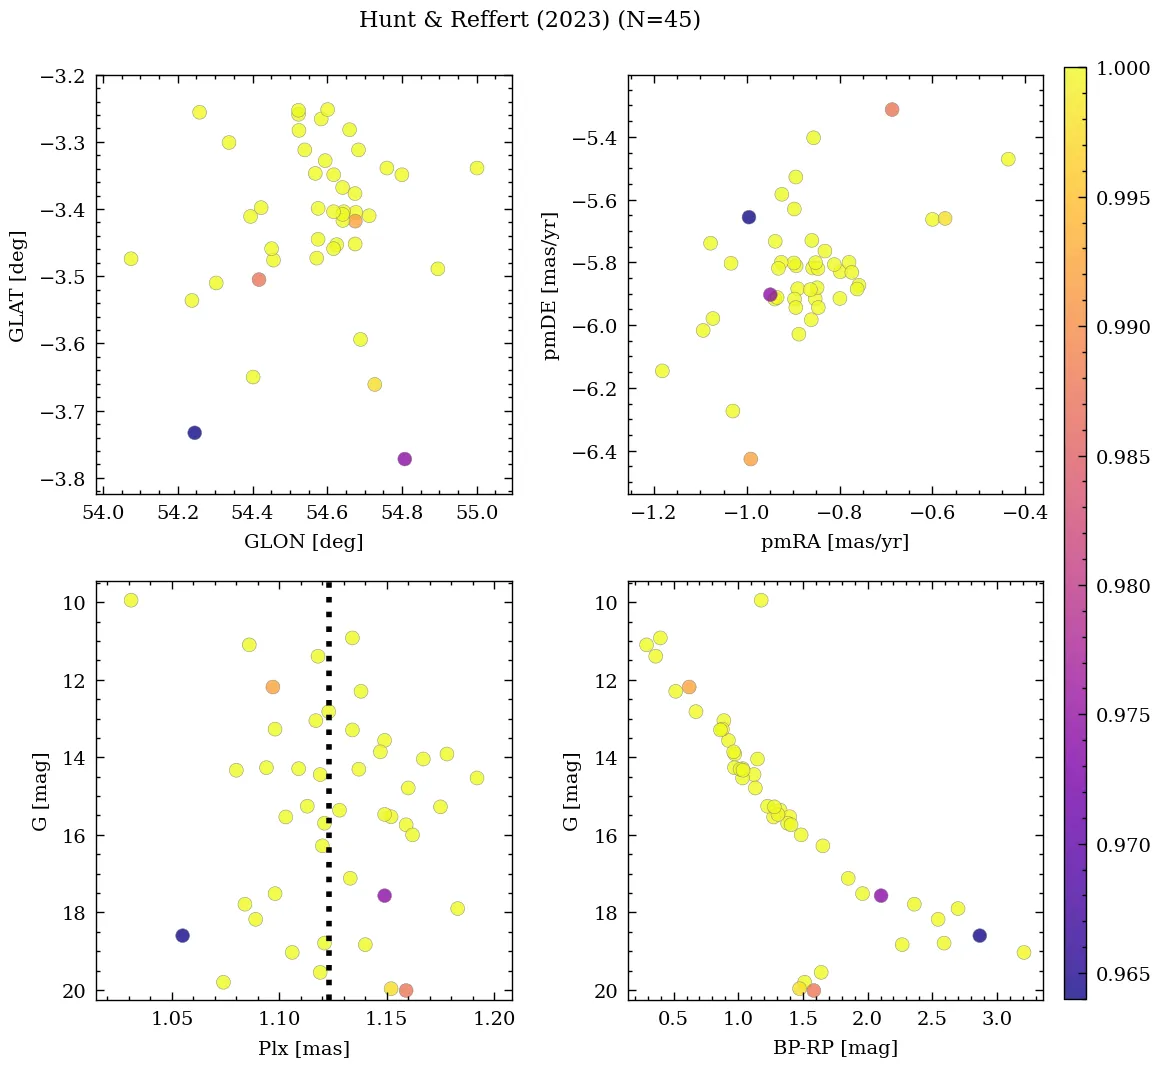 Hunt & Reffert (2023) (N=45)
−3.2
−3.3
−3.4
−3.5
−3.6
−3.7
−3.8
GLAT [deg]
54.0 54.2 54.4 54.6 54.8 55.0
GLON [deg]
−5.4
−5.6
−5.8
−6.0
−6.2
−6.4
pmDE [mas/yr]
−1.2 −1.0 −0.8 −0.6 −0.4
pmRA [mas/yr]
10
12
14
16
18
20
G [mag]
1.05 1.10 1.15 1.20
Plx [mas]
10
12
14
16
18
20
G [mag]
0.5 1.0 1.5 2.0 2.5 3.0
BP-RP [mag]
1.000
0.995
0.990
0.985
0.980
0.975
0.970
0.965